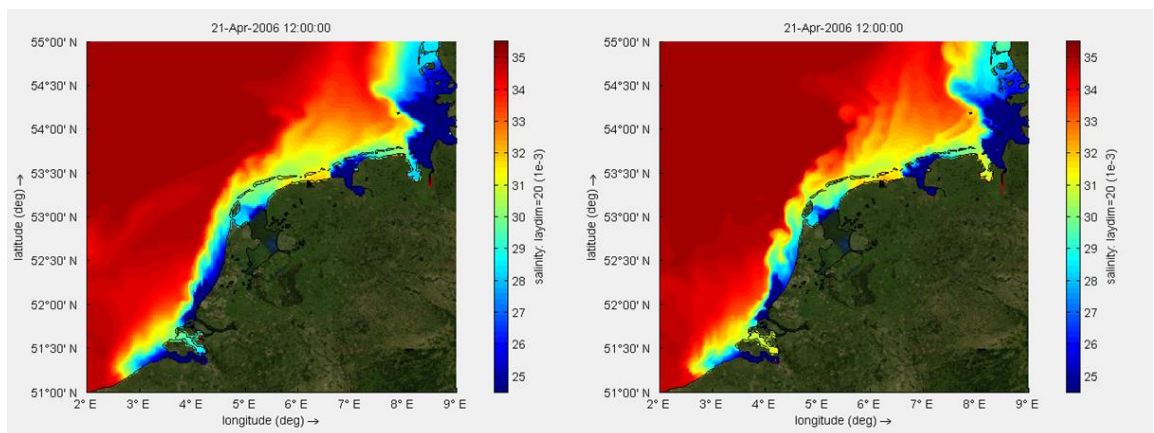 21-Apr-2006 12:00:00
55°00' N
54°30' N
54°00' N
53°30' N
53°00' N
52°30' N
52°00' N
51°30' N
51°00' N
latitude (deg) →
2° E 3° E 4° E 5° E 6° E 7° E 8° E 9° E
longitude (deg) →
35
34
33
32
31
30
29
28
27
26
25
salinity: laydim=20 (1e-3)
21-Apr-2006 12:00:00
55°00' N
54°30' N
54°00' N
53°30' N
53°00' N
52°30' N
52°00' N
51°30' N
51°00' N
latitude (deg) →
2° E 3° E 4° E 5° E 6° E 7° E 8° E 9° E
longitude (deg) →
35
34
33
32
31
30
29
28
27
26
25
salinity: laydim=20 (1e-3)